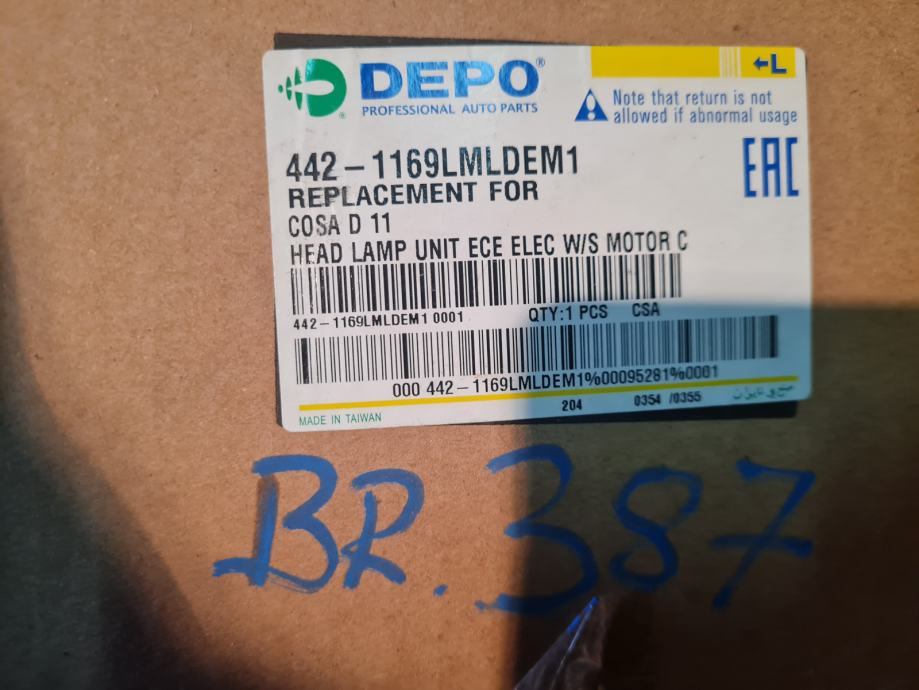 DEPO®
PROFESSIONAL AUTO PARTS
←L
Note that return is not
allowed if abnormal usage
442-1169LMLDEM1
EAC
REPLACEMENT FOR
COSA D 11
HEAD LAMP UNIT ECE ELEC W/S MOTOR C
442-1169LMLDEM1 0001 QTY:1 PCS CSA
000 442-1169LMLDEM1%00095281%0001
204 0354 /0355
MADE IN TAIWAN
BR. 387